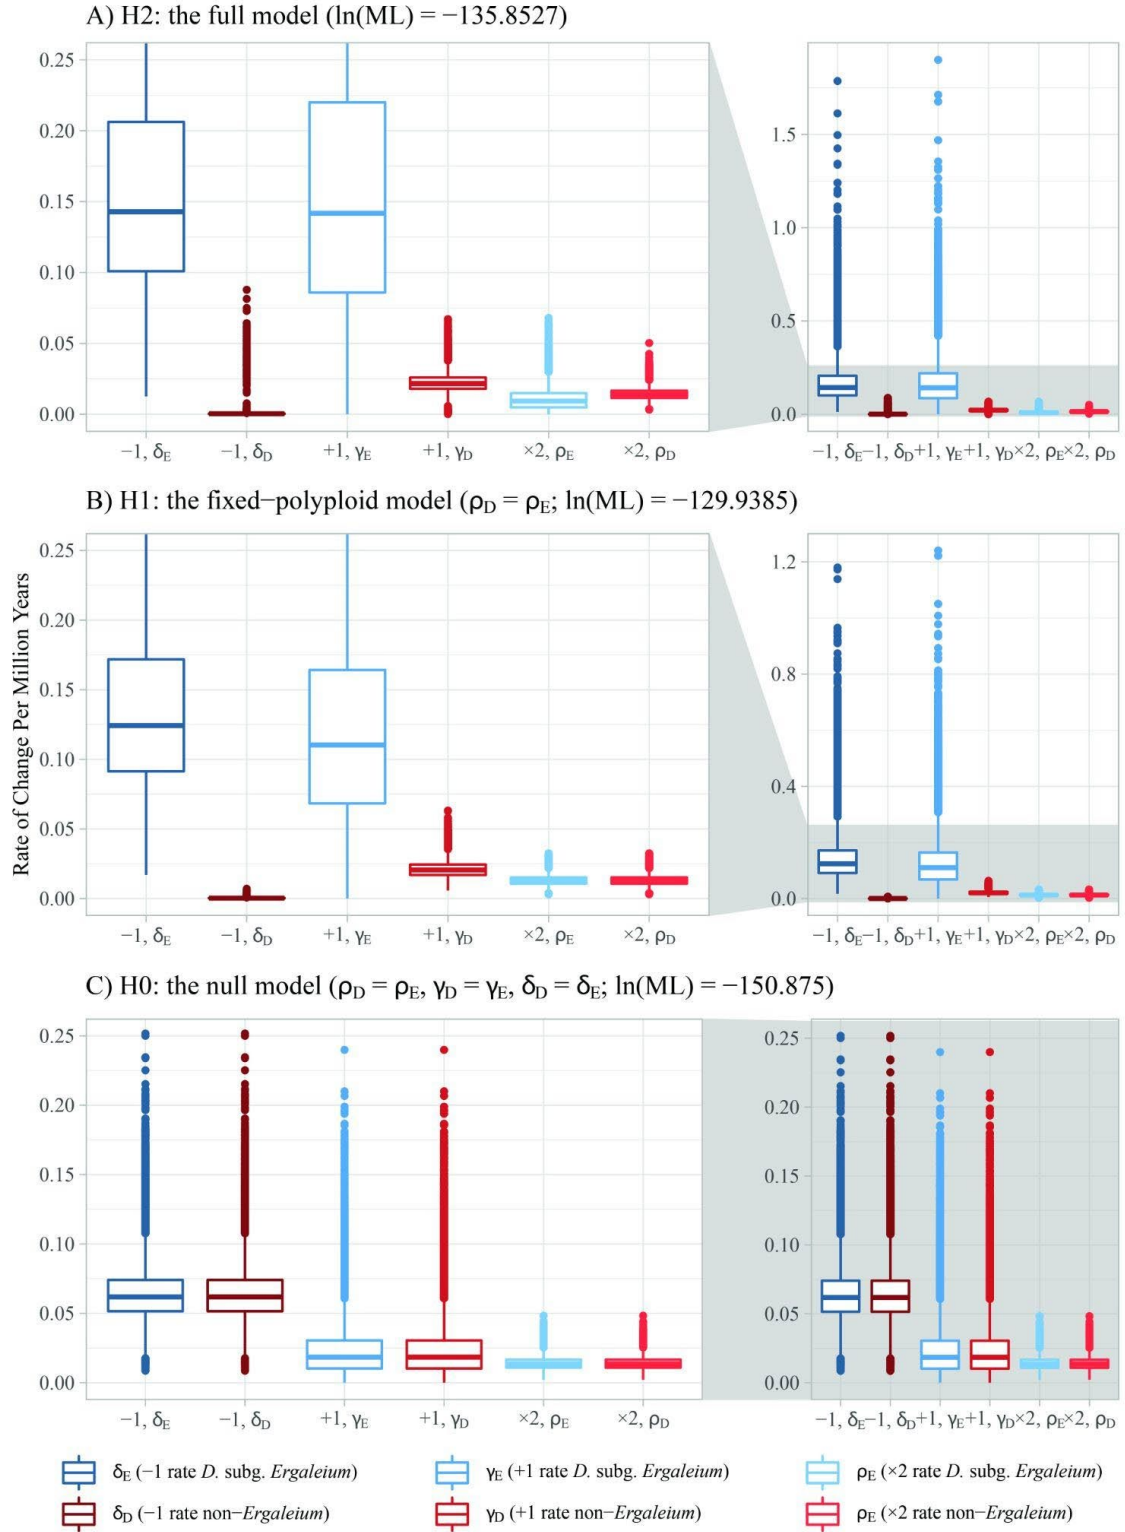 A) H2: the full model (ln(ML) = −135.8527)
0.25
0.20
0.15
0.10
0.05
0.00
−1, δE
−1, δD
+1, γE
+1, γD
×2, ρE
×2, ρD
1.5
1.0
0.5
0.0
−1, δE −1, δD +1, γE +1, γD ×2, ρE ×2, ρD
B) H1: the fixed−polyploid model (ρD = ρE; ln(ML) = −129.9385)
Rate of Change Per Million Years
0.25
0.20
0.15
0.10
0.05
0.00
−1, δE
−1, δD
+1, γE
+1, γD
×2, ρE
×2, ρD
1.2
0.8
0.4
0.0
−1, δE −1, δD +1, γE +1, γD ×2, ρE ×2, ρD
C) H0: the null model (ρD = ρE, γD = γE, δD = δE; ln(ML) = −150.875)
0.25
0.20
0.15
0.10
0.05
0.00
−1, δE
−1, δD
+1, γE
+1, γD
×2, ρE
×2, ρD
0.25
0.20
0.15
0.10
0.05
0.00
−1, δE −1, δD +1, γE +1, γD ×2, ρE ×2, ρD
δE (−1 rate D. subg. Ergaleium)
γE (+1 rate D. subg. Ergaleium)
ρE (×2 rate D. subg. Ergaleium)
δD (−1 rate non−Ergaleium)
γD (+1 rate non−Ergaleium)
ρE (×2 rate non−Ergaleium)